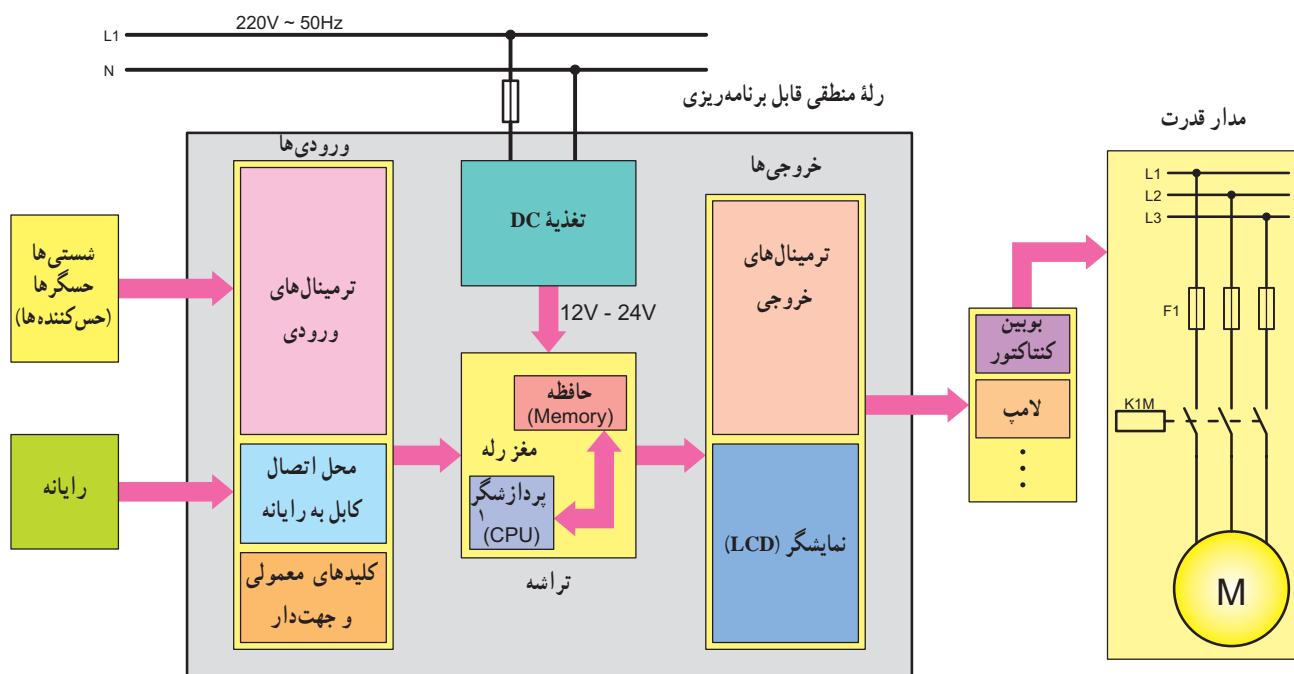 220V ~ 50Hz
L1
N
رلهٔ منطقی قابل برنامه‌ریزی
مدار قدرت
ورودی‌ها
خروجی‌ها
شستی‌ها
حسگرها
(حس‌کننده‌ها)
رایانه
ترمینال‌های
ورودی
محل اتصال
کابل به رایانه
کلیدهای معمولی
و جهت‌دار
تغذیهٔ DC
12V - 24V
حافظه
(Memory)
مغز رله
پردازشگر
۱
(CPU)
تراشه
ترمینال‌های
خروجی
نمایشگر (LCD)
بوبین
کنتاکتور
لامپ
L1
L2
L3
F1
K1M
M